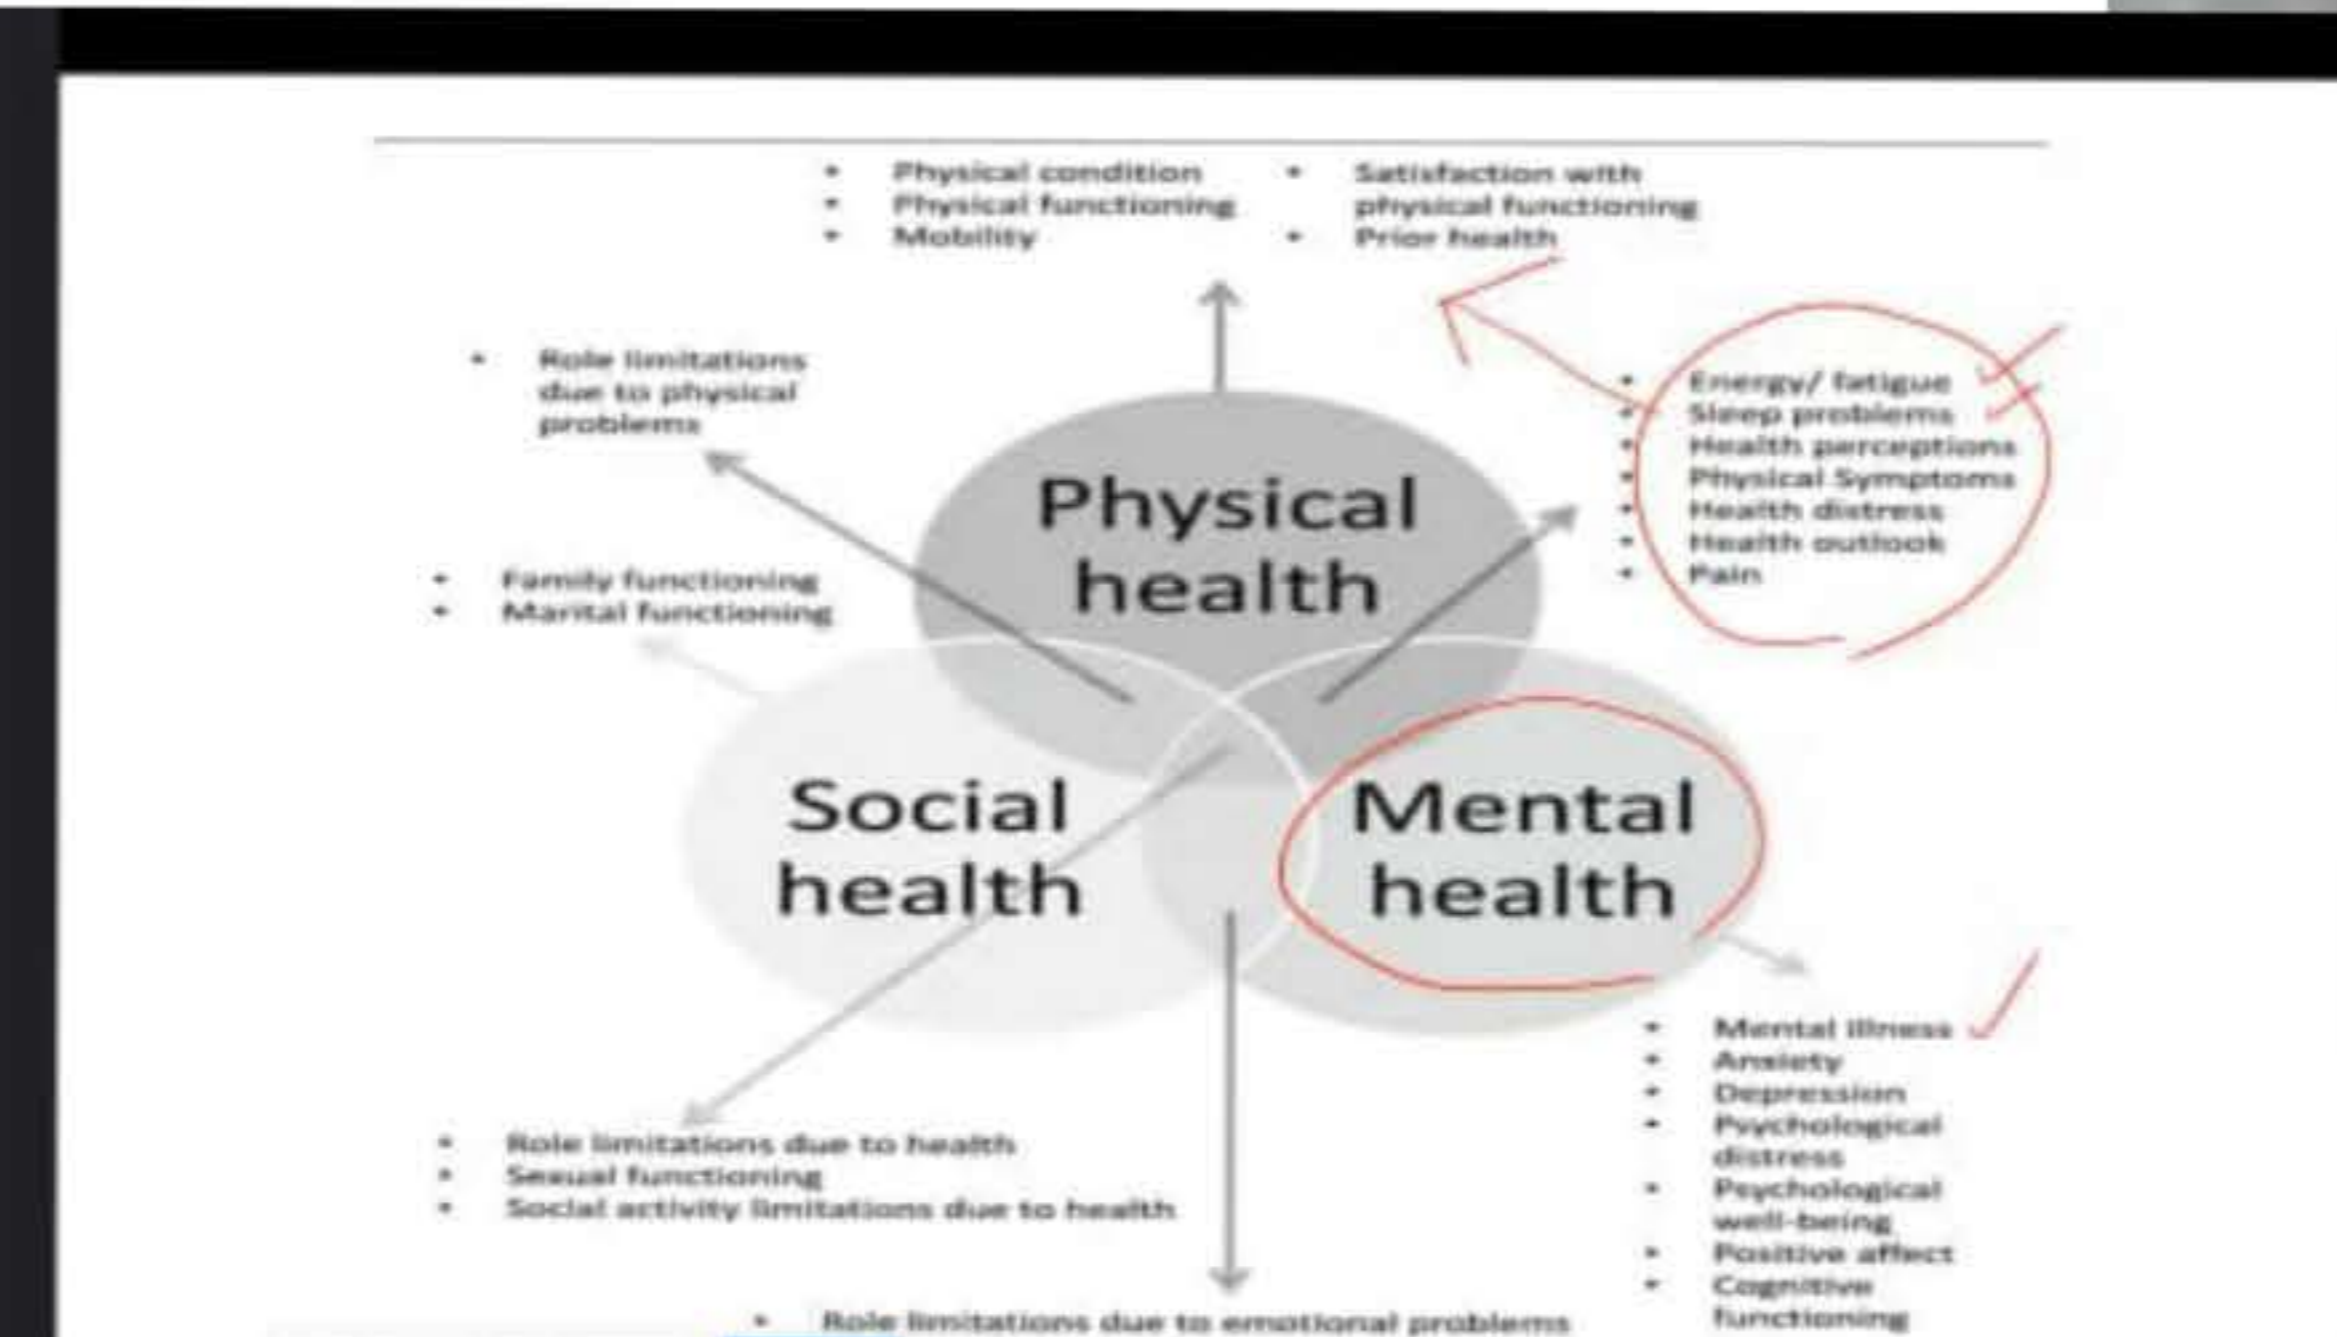 Physical condition
Physical functioning
Mobility
Satisfaction with
physical functioning
Prior health
Role limitations
due to physical
problems
Energy/ fatigue
Sleep problems
Health perceptions
Physical Symptoms
Health distress
Health outlook
Pain
Family functioning
Marital functioning
Physical
health
Social
health
Mental
health
Mental illness
Anxiety
Depression
Psychological
distress
Psychological
well-being
Positive affect
Cognitive
functioning
Role limitations due to health
Sexual functioning
Social activity limitations due to health
Role limitations due to emotional problems